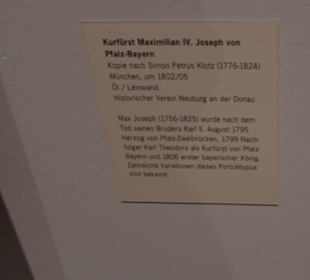 Kurfürst Maximilian IV. Joseph von
Pfalz-Bayern
Kopie nach Simon Petrus Klotz (1776-1824)
München, um 1802/05
Öl / Leinwand
Historischer Verein Neuburg an der Donau
Max Joseph (1756-1825) wurde nach dem
Tod seines Bruders Karl II. August 1795
Herzog von Pfalz-Zweibrücken, 1799 Nach-
folger Karl Theodors als Kurfürst von Pfalz-
Bayern und 1806 erster bayerischer König.
Zahlreiche Variationen dieses Porträttypus
sind bekannt.